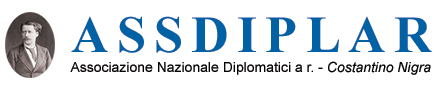 ASSDIPLAR
Associazione Nazionale Diplomatici a r. - Costantino Nigra